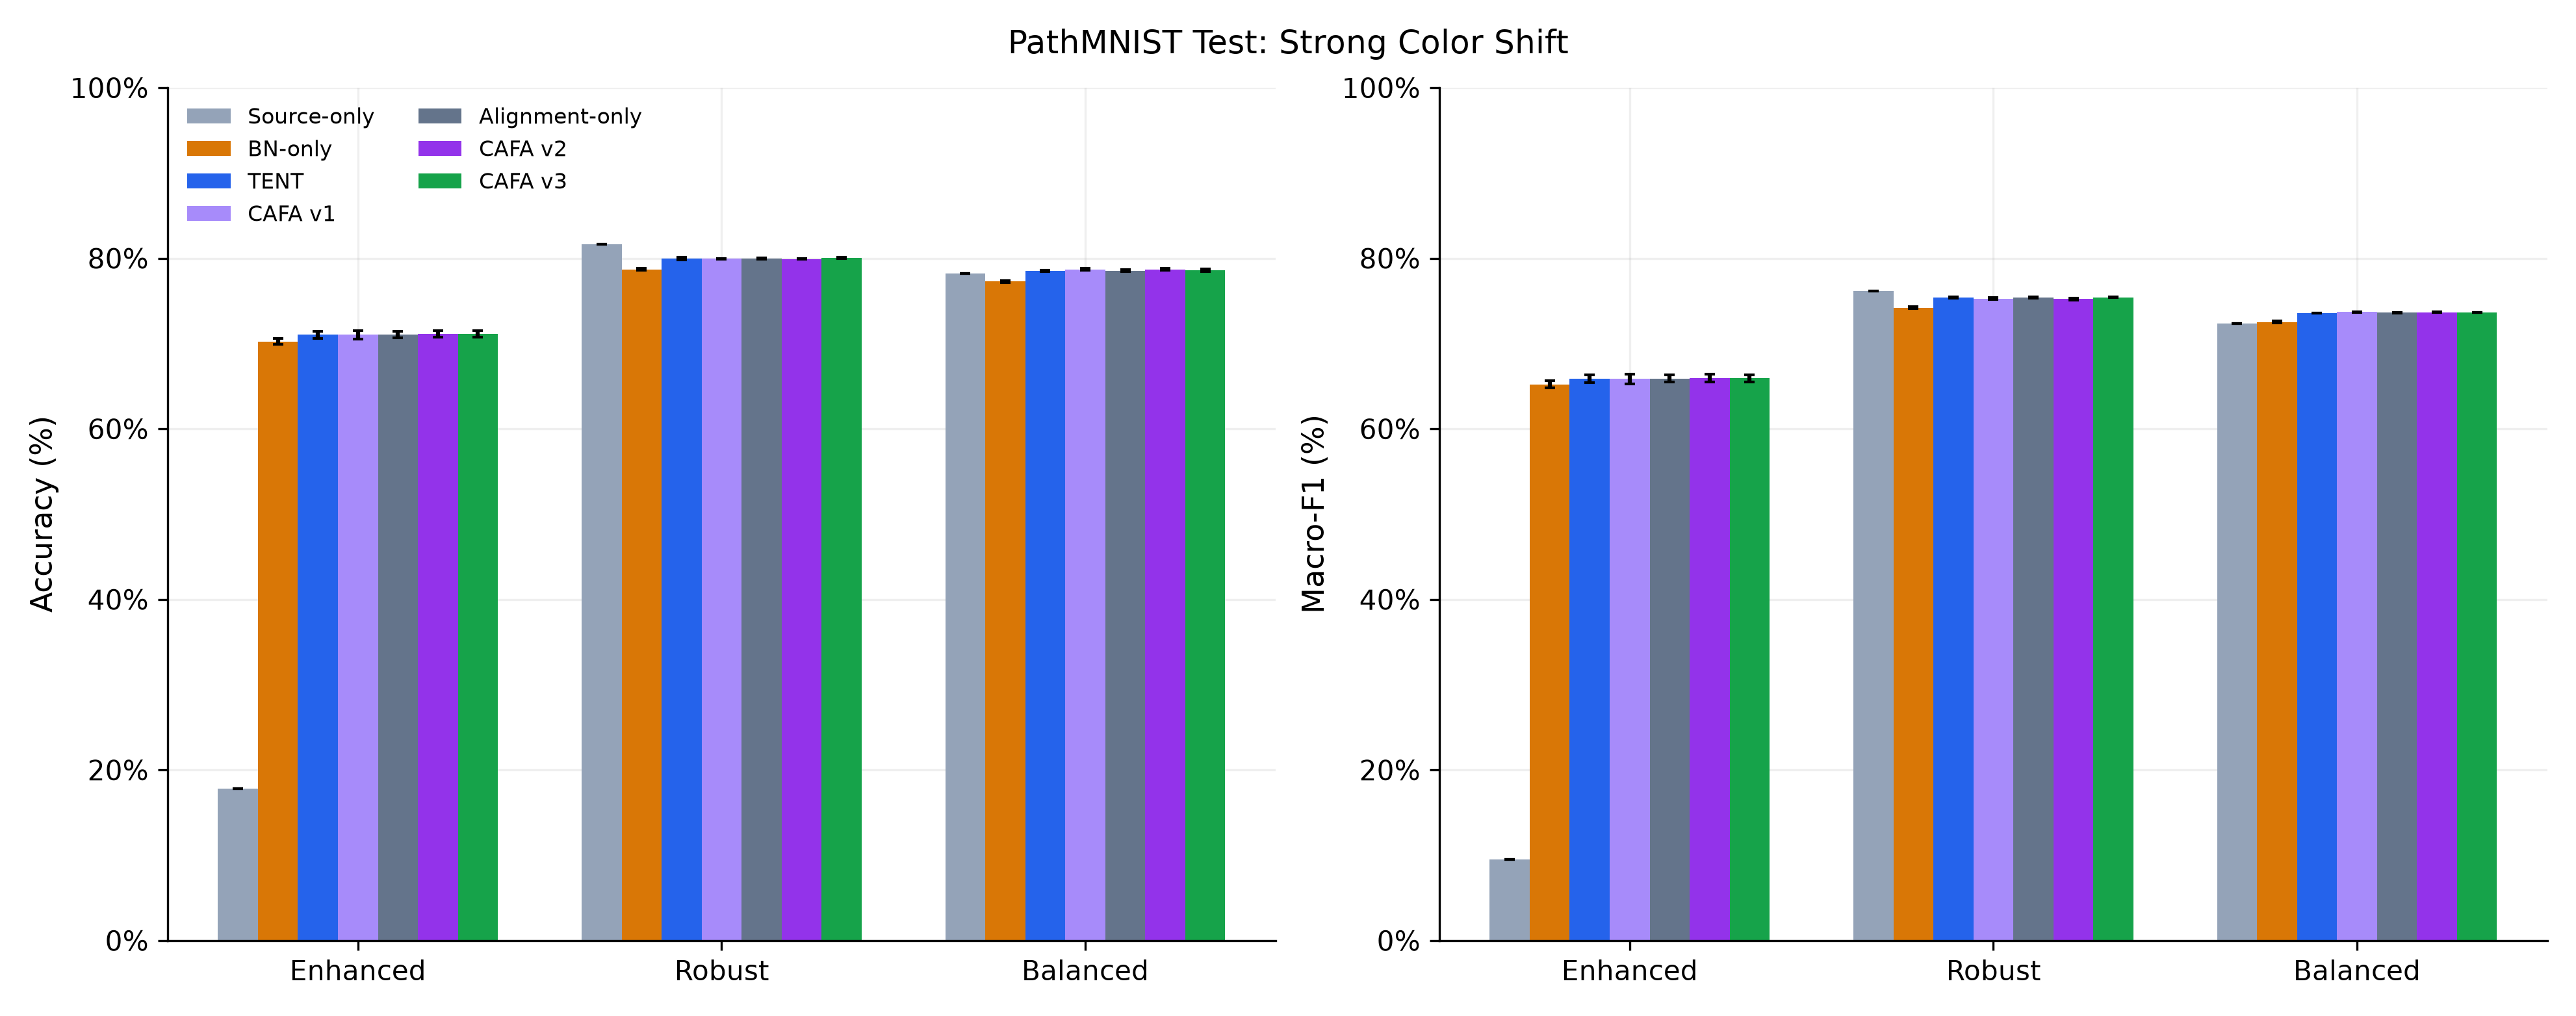 PathMNIST Test: Strong Color Shift
Accuracy (%)
100%
80%
60%
40%
20%
0%
Source-only
BN-only
TENT
CAFA v1
Alignment-only
CAFA v2
CAFA v3
Enhanced
Robust
Balanced
Macro-F1 (%)
100%
80%
60%
40%
20%
0%
Enhanced
Robust
Balanced